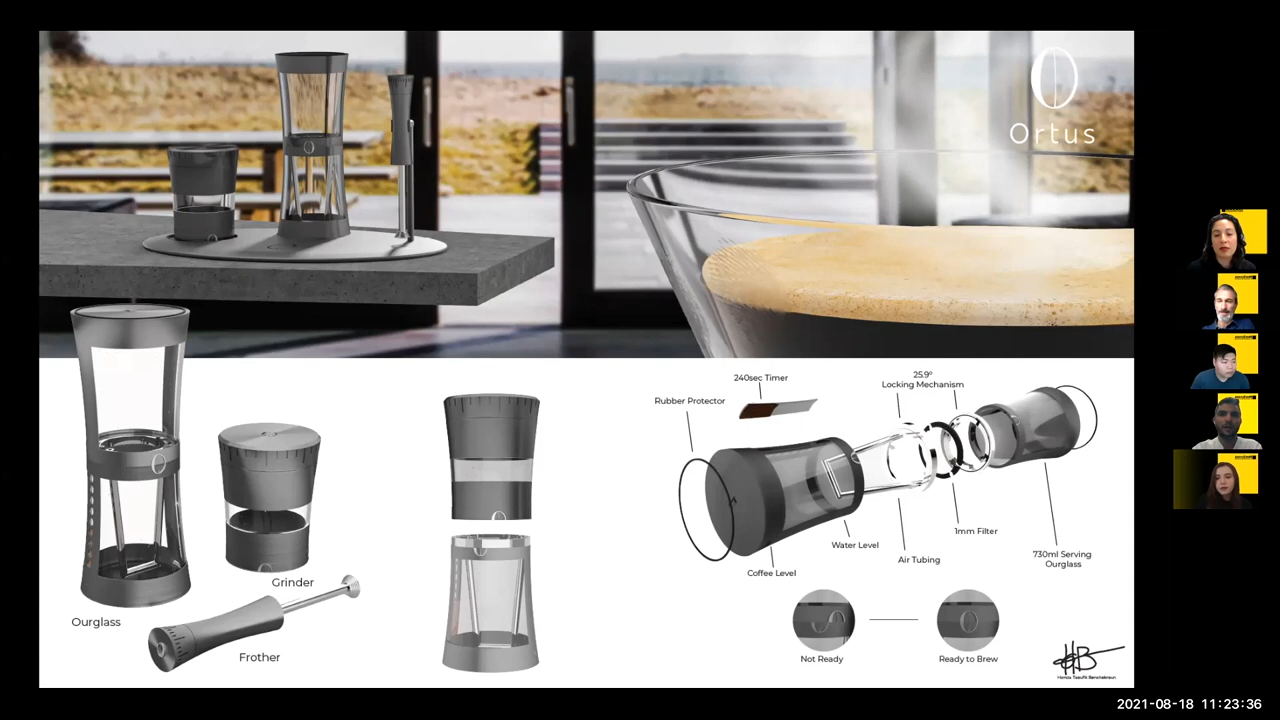 Ortus
240sec Timer
25.9°
Locking Mechanism
Rubber Protector
1mm Filter
Water Level
Air Tubing
730ml Serving
Ourglass
Coffee Level
Grinder
Ourglass
Frother
Not Ready
Ready to Brew
2021-08-18 11:23:36